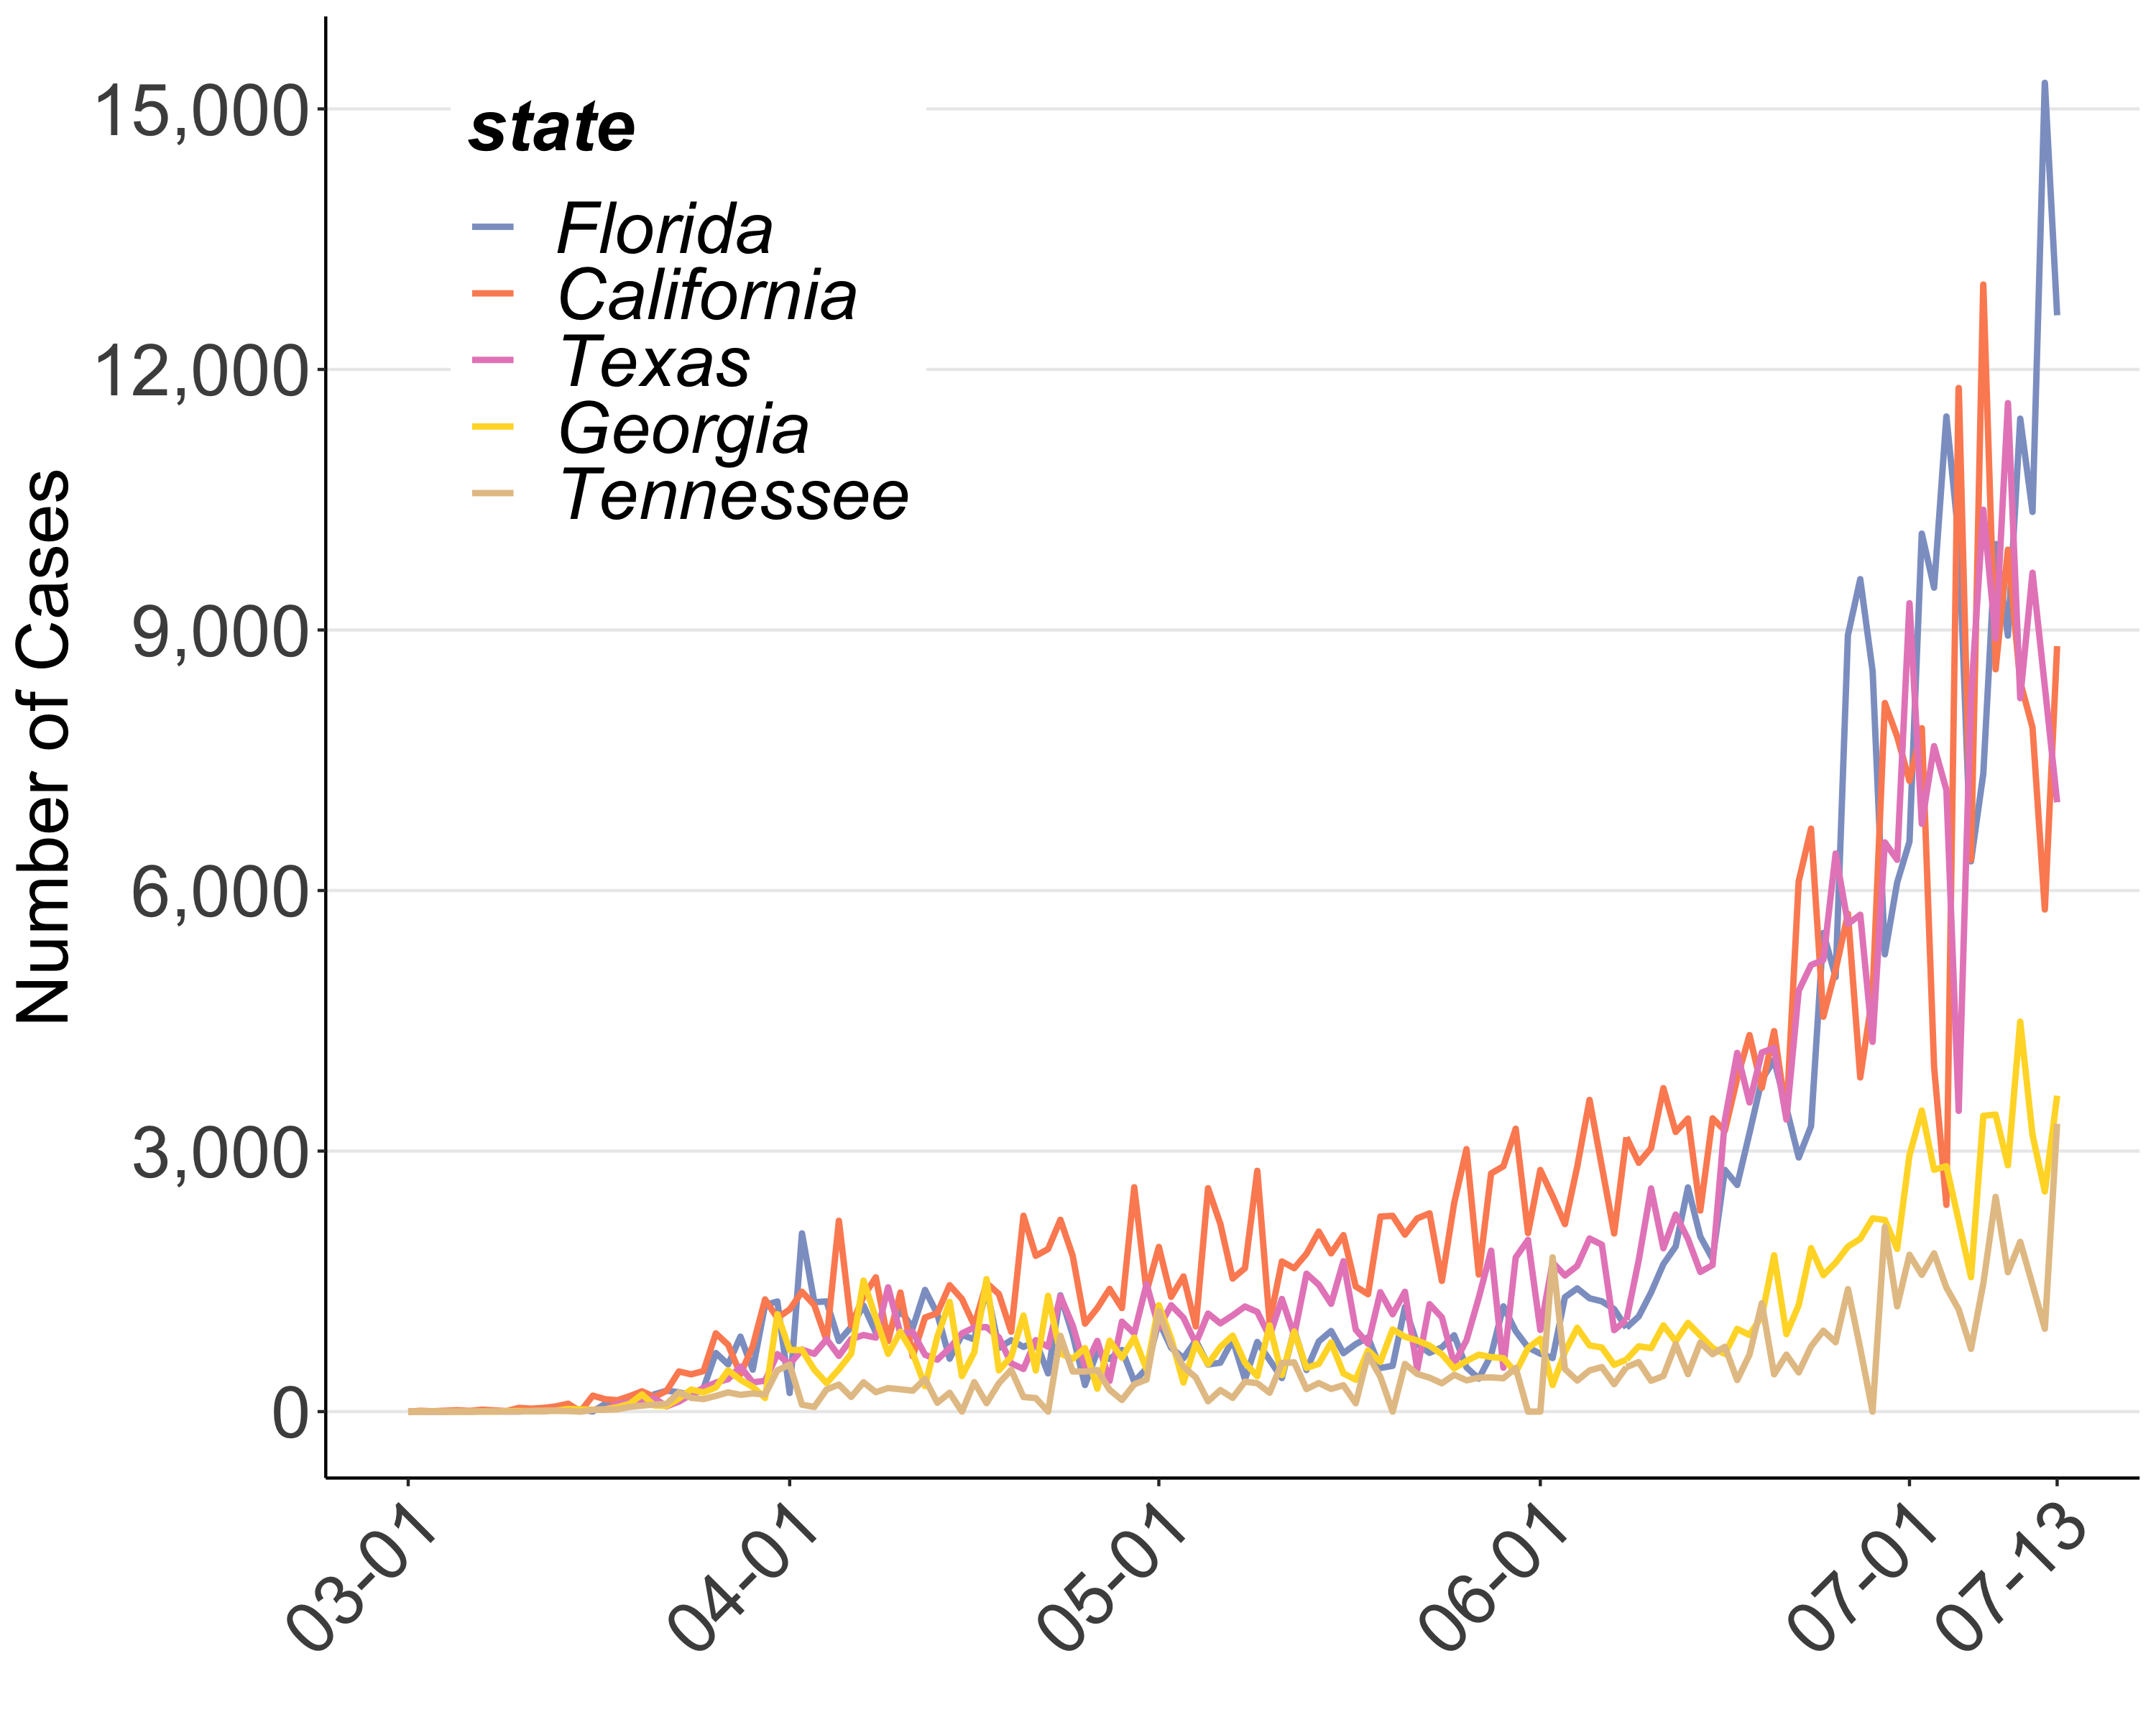 Number of Cases
15,000
12,000
9,000
6,000
3,000
0
state
Florida
California
Texas
Georgia
Tennessee
03-01
04-01
05-01
06-01
07-01
07-13